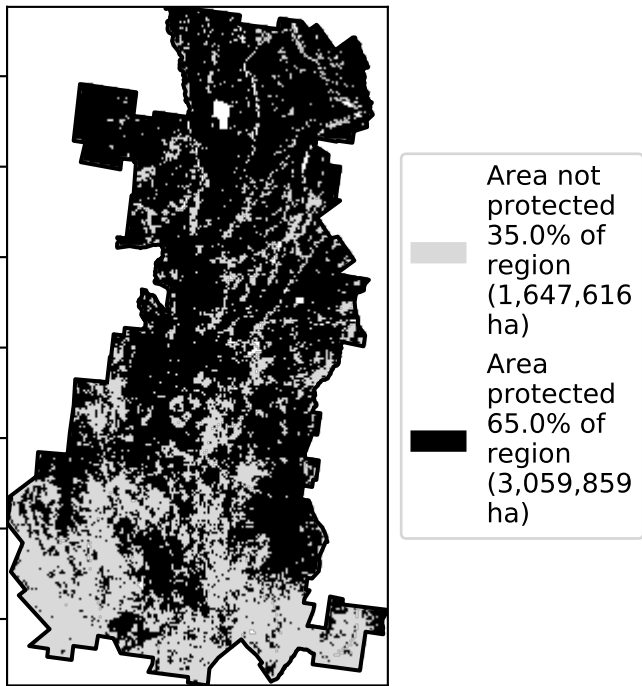 Area not
protected
35.0% of
region
(1,647,616
ha)
Area
protected
65.0% of
region
(3,059,859
ha)